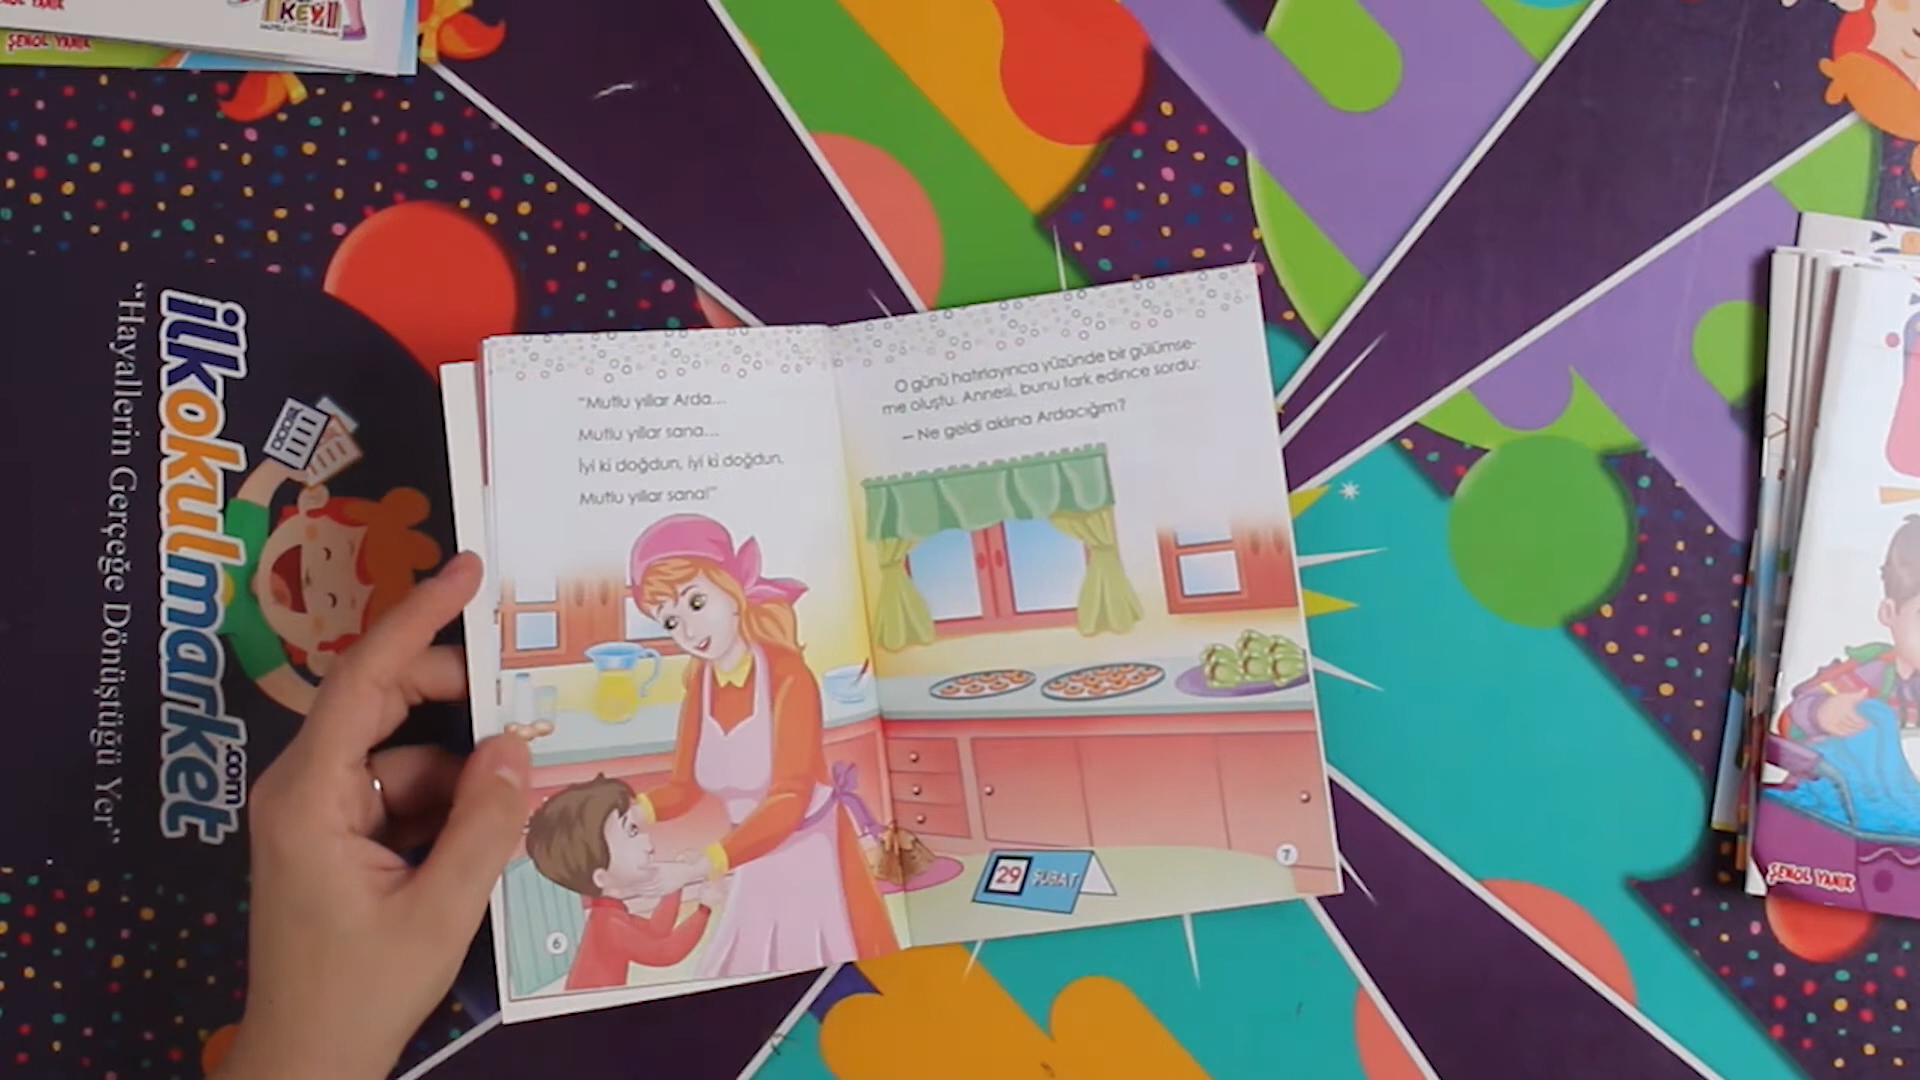 KEYİ
ŞENOL YANIK
"Hayallerin Gerçeğe Dönüştüğü Yer"
ilkokulmarket
.com
"Mutlu yıllar Arda...
Mutlu yıllar sana...
İyi ki doğdun, iyi ki doğdun.
Mutlu yıllar sana!"
6
O günü hatırlayınca yüzünde bir gülümse-
me oluştu. Annesi, bunu fark edince sordu:
– Ne geldi aklına Ardacığım?
29 ŞUBAT
7
ŞENOL YANIK